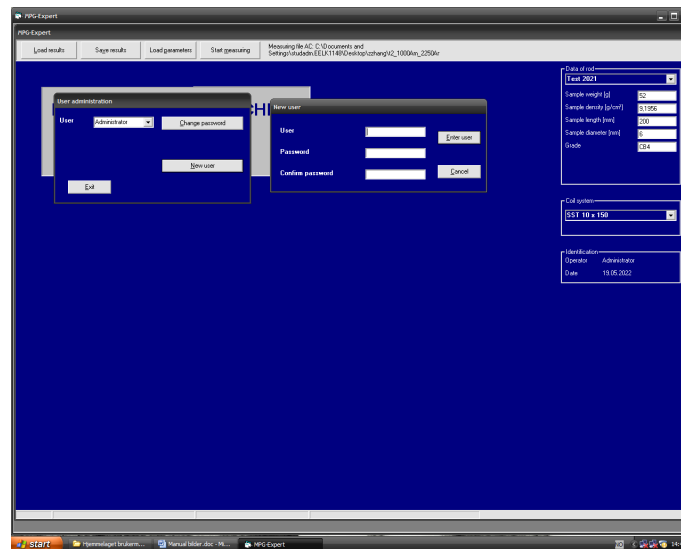 MPG-Expert
MPG-Expert
Load results
Save results
Load parameters
Start measuring
Measuring file AC: C:\Documents and
Settings\studadm.EELK1148\Desktop\zzhang\t2_1000Am_2250Ar
User administration
User
Administrator
Change password
New user
Exit
New user
User
Password
Confirm password
Enter user
Cancel
Data of rod
Test 2021
Sample weight [g] 52
Sample density [g/cm³] 9,1956
Sample length [mm] 200
Sample diameter [mm] 6
Grade CB4
Coil system
SST 10 x 150
Identification
Operator Administrator
Date 19.05.2022
start
Hjemmelaget brukerm...
Manual bilder.doc - Mi...
MPG-Expert
NO